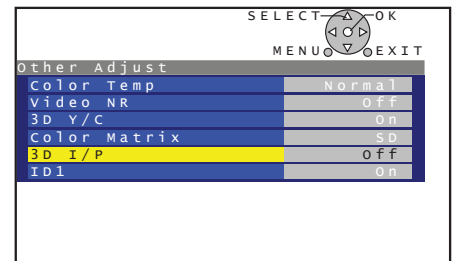 SELECT OK
MENU EXIT
Other Adjust
Color Temp Normal
Video NR Off
3D Y/C On
Color Matrix SD
3D I/P Off
ID1 On